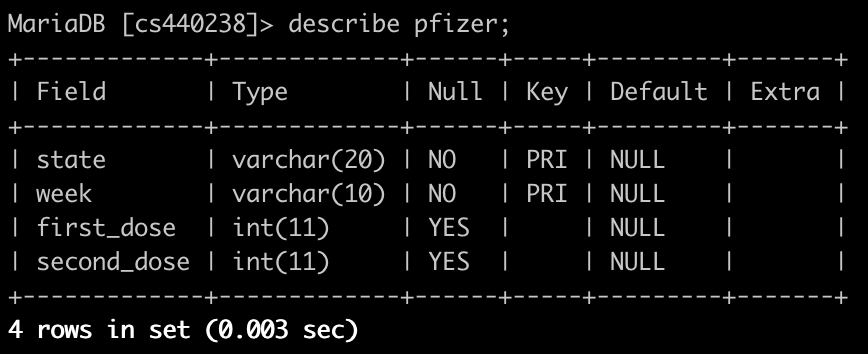 MariaDB [cs440238]> describe pfizer;
+-------------+-------------+------+-----+---------+-------+
| Field       | Type        | Null | Key | Default | Extra |
+-------------+-------------+------+-----+---------+-------+
| state       | varchar(20) | NO   | PRI | NULL    |       |
| week        | varchar(10) | NO   | PRI | NULL    |       |
| first_dose  | int(11)     | YES  |     | NULL    |       |
| second_dose | int(11)     | YES  |     | NULL    |       |
+-------------+-------------+------+-----+---------+-------+
4 rows in set (0.003 sec)